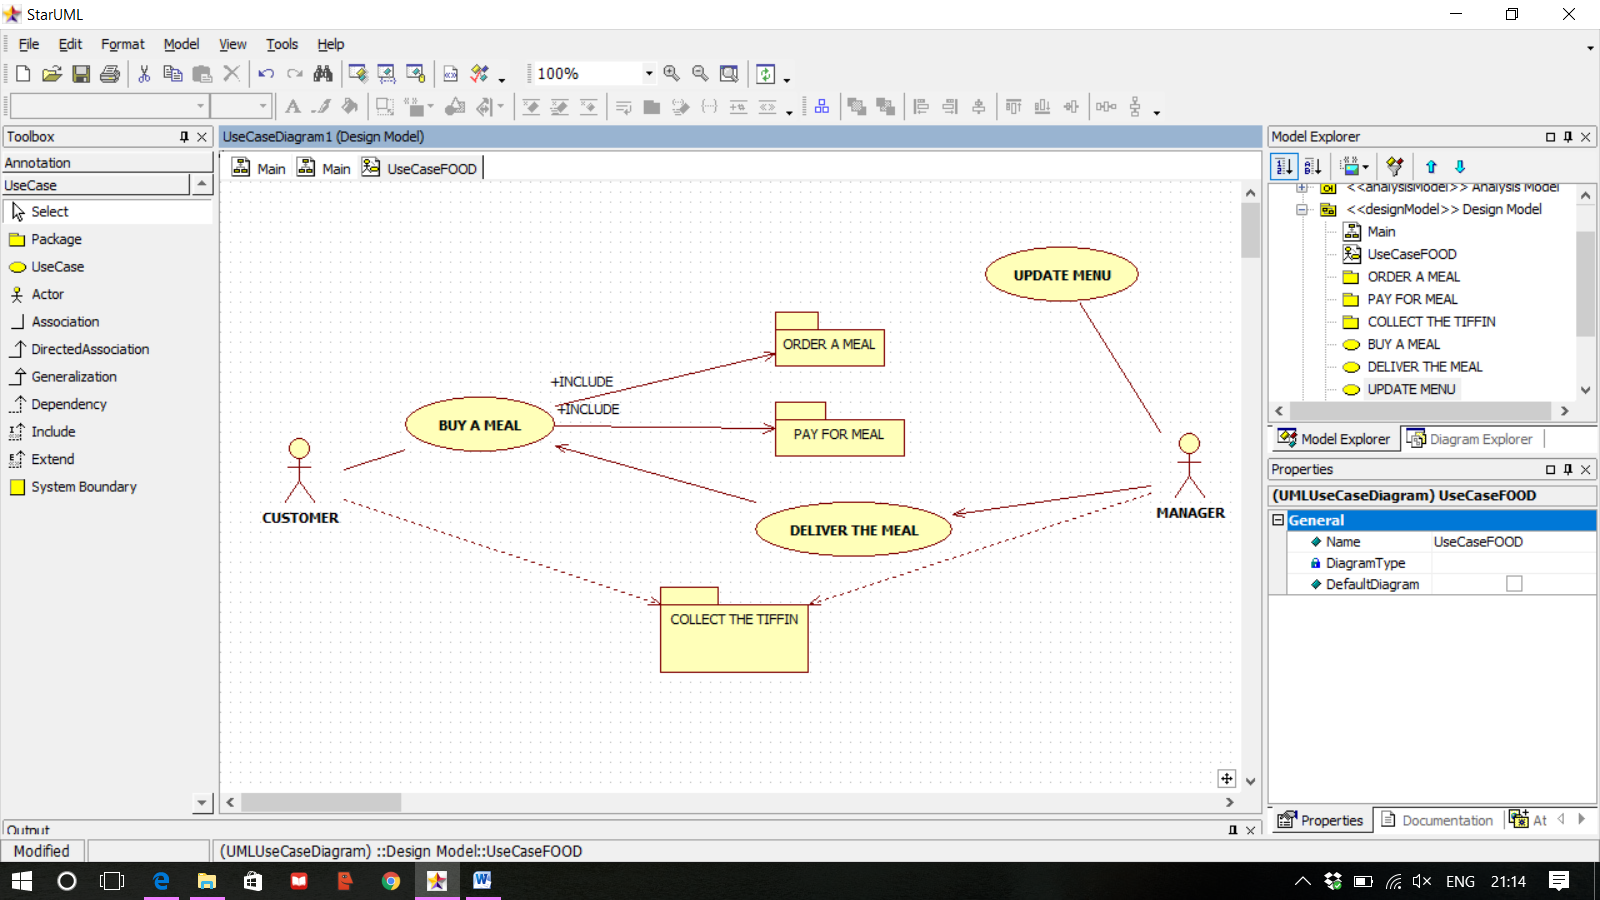 StarUML
File Edit Format Model View Tools Help
100%
Toolbox
Annotation
UseCase
Select
Package
UseCase
Actor
Association
DirectedAssociation
Generalization
Dependency
Include
Extend
System Boundary
UseCaseDiagram1 (Design Model)
Main Main UseCaseFOOD
UPDATE MENU
ORDER A MEAL
+INCLUDE
+INCLUDE
BUY A MEAL
PAY FOR MEAL
CUSTOMER
MANAGER
DELIVER THE MEAL
COLLECT THE TIFFIN
Model Explorer
<<analysisModel>> Analysis Model
<<designModel>> Design Model
Main
UseCaseFOOD
ORDER A MEAL
PAY FOR MEAL
COLLECT THE TIFFIN
BUY A MEAL
DELIVER THE MEAL
UPDATE MENU
Model Explorer Diagram Explorer
Properties
(UMLUseCaseDiagram) UseCaseFOOD
General
Name UseCaseFOOD
DiagramType
DefaultDiagram
Properties Documentation At
Output
Modified
(UMLUseCaseDiagram) ::Design Model::UseCaseFOOD
ENG 21:14